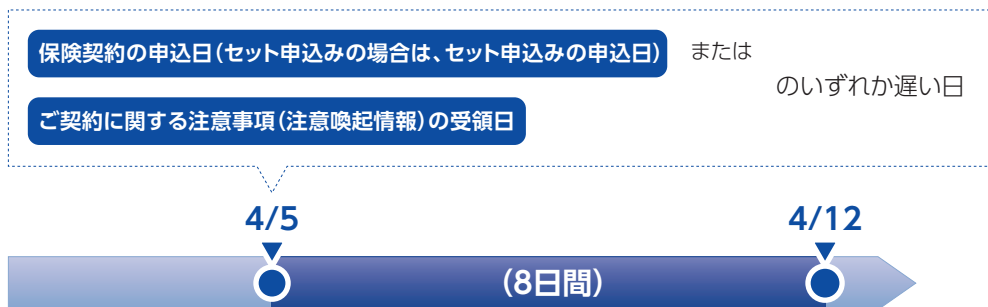 保険契約の申込日(セット申込みの場合は、セット申込みの申込日) または
のいずれか遅い日
ご契約に関する注意事項(注意喚起情報)の受領日
4/5 4/12
(8日間)